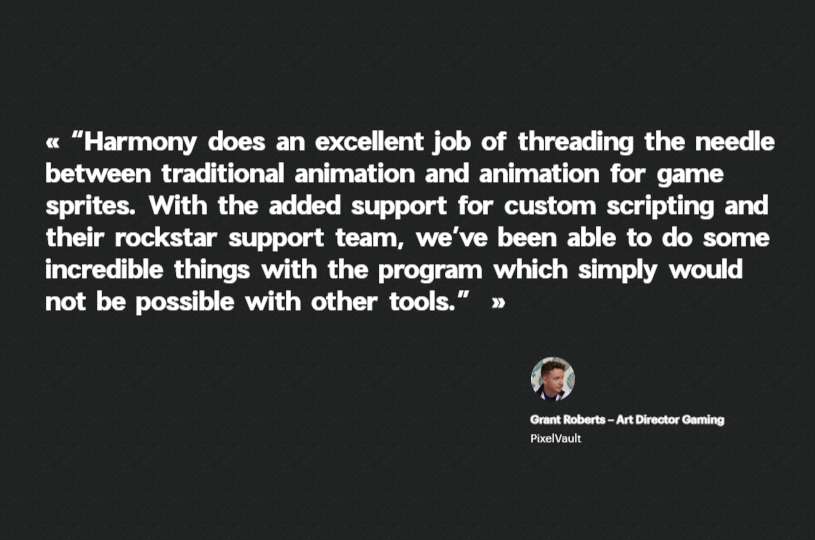 « “Harmony does an excellent job of threading the needle
between traditional animation and animation for game
sprites. With the added support for custom scripting and
their rockstar support team, we’ve been able to do some
incredible things with the program which simply would
not be possible with other tools.” »
Grant Roberts – Art Director Gaming
PixelVault